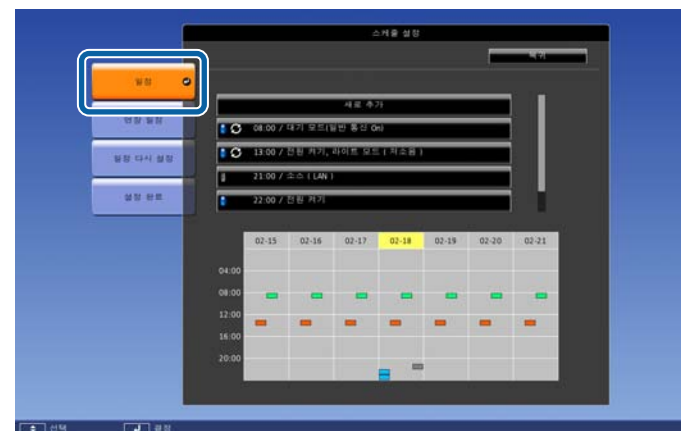 스케줄 설정
복귀
일정
현장 일정
일정 다시 설정
설정 완료
새로 추가
08:00 / 대기 모드(일반 통신 On)
13:00 / 전원 켜기, 라이트 모드 ( 저소음 )
21:00 / 소스 ( LAN )
22:00 / 전원 켜기
02-15 02-16 02-17 02-18 02-19 02-20 02-21
04:00
08:00
12:00
16:00
20:00
선택 결정